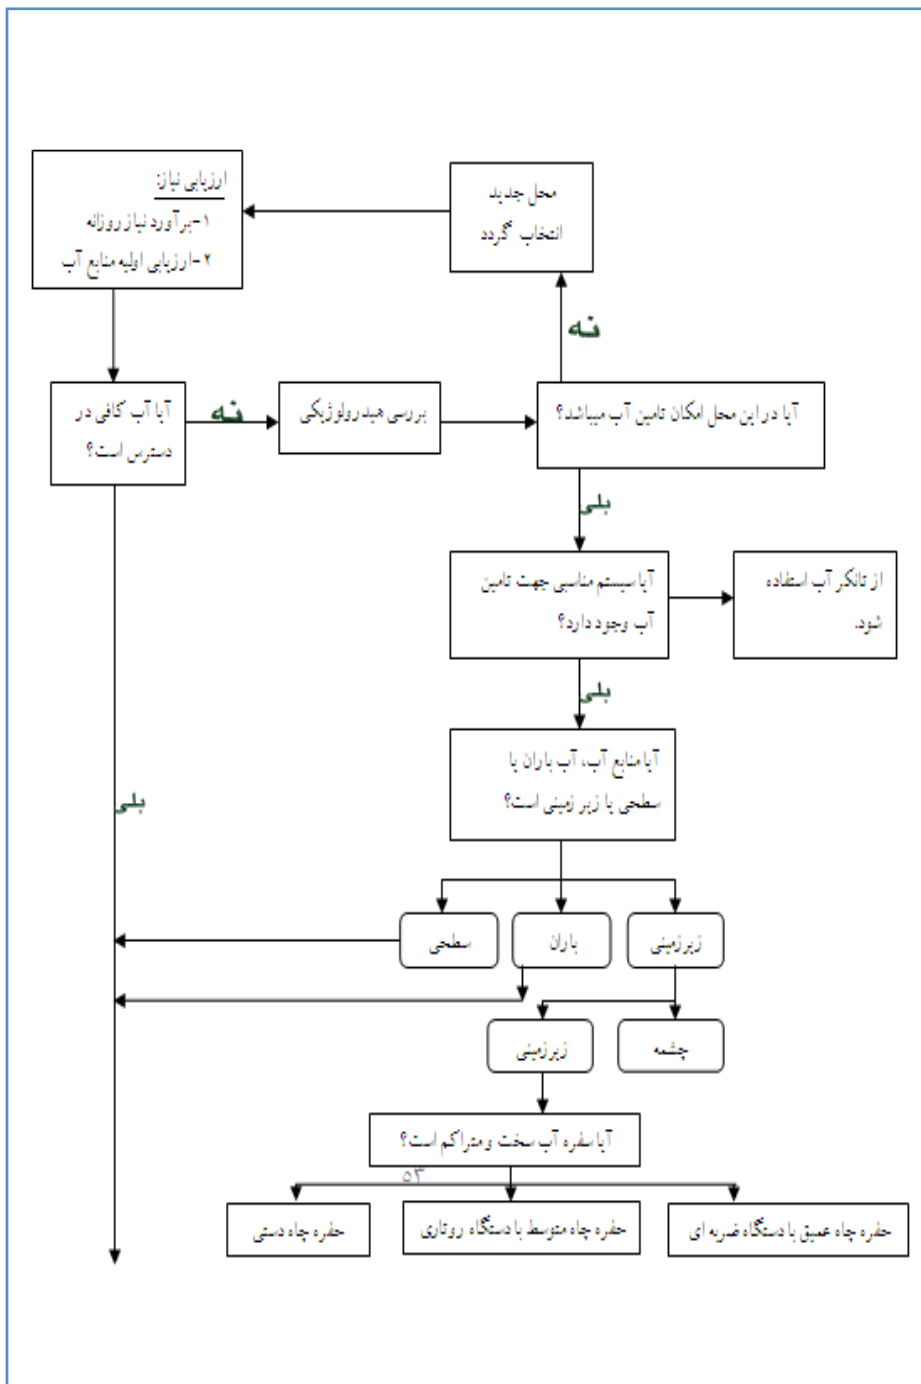 ارزیابی نیاز:
۱-برآورد نیاز روزانه
۲-ارزیابی اولیه منابع آب
محل جدید
انتخاب گردد
نه
آیا آب کافی در
دسترس است؟
نه
بررسی هیدرولوژیکی
آیا در این محل امکان تامین آب میباشد؟
بلی
آیا سیستم مناسبی جهت تامین
آب وجود دارد؟
از تانکر آب استفاده
شود.
بلی
آیا منابع آب، آب باران یا
سطحی یا زیر زمینی است؟
بلی
زیرزمینی
باران
سطحی
چشمه
زیرزمینی
آیا سفره آب سخت و متراکم است؟
۵۳
حفره چاه عمیق با دستگاه ضربه ای
حفره چاه متوسط با دستگاه روتاری
حفره چاه دستی